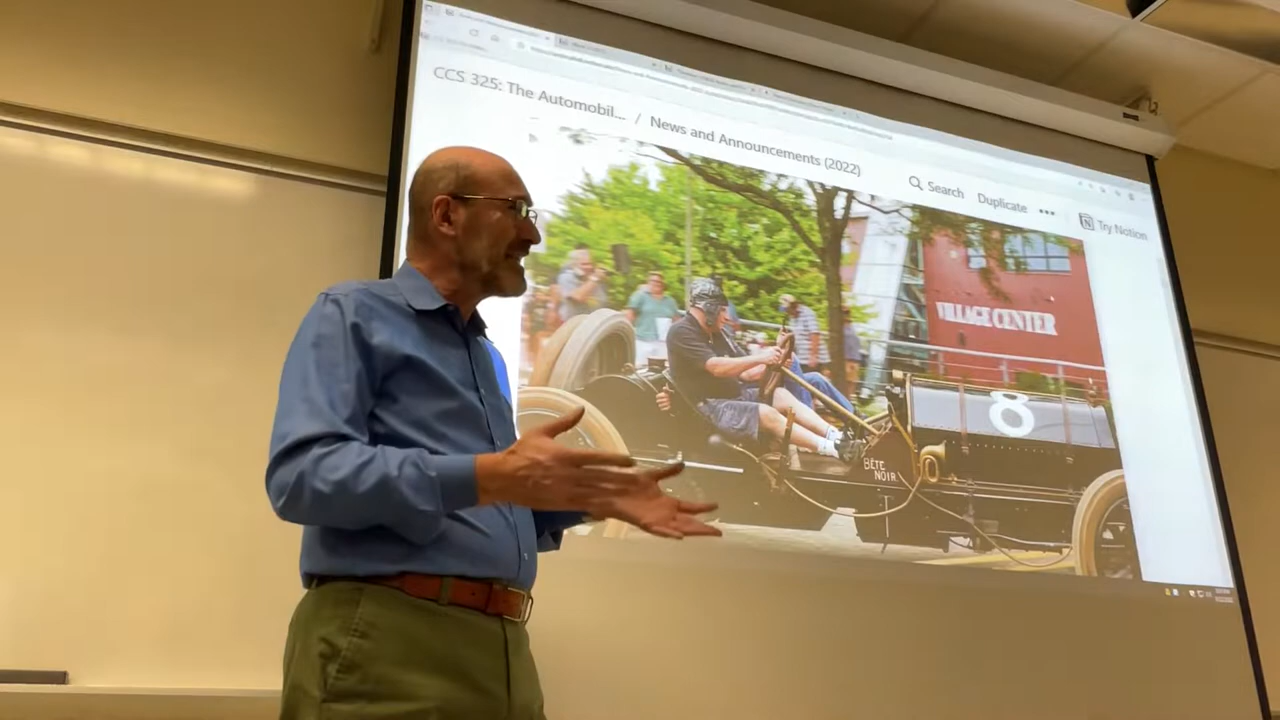 CCS 325: The Automobil... / News and Announcements (2022)
Search Duplicate •••
Try Notion
VILLAGE CENTER
8
BÊTE
NOIR